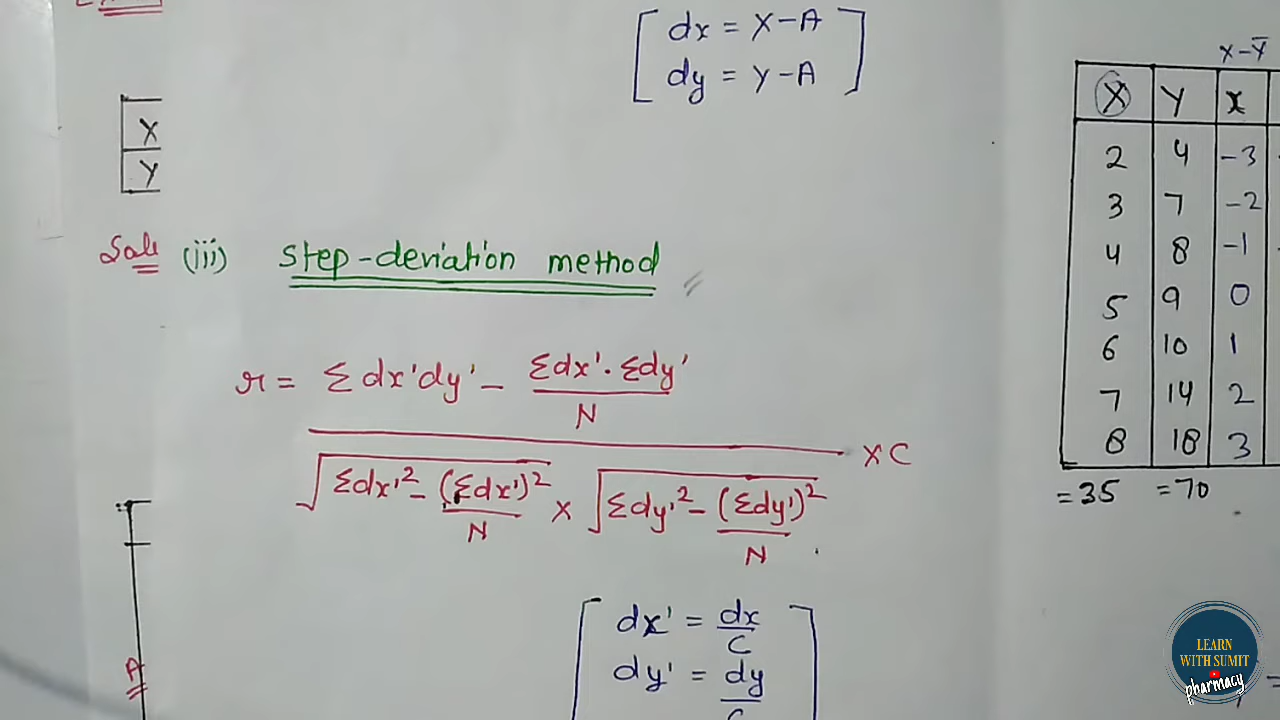 dx = X-A
dy = Y-A
X
Y
(iii) Step-deviation method
r = Σdx'dy' - Σdx'·Σdy'
N
× C
√Σdx'² - (Σdx')² × √Σdy'² - (Σdy')²
N N
dx' = dx
C
dy' = dy
C
A
X-X̄
X Y x
2 4 -3
3 7 -2
4 8 -1
5 9 0
6 10 1
7 14 2
8 18 3
=35 =70
LEARN
WITH SUMIT
pharmacy